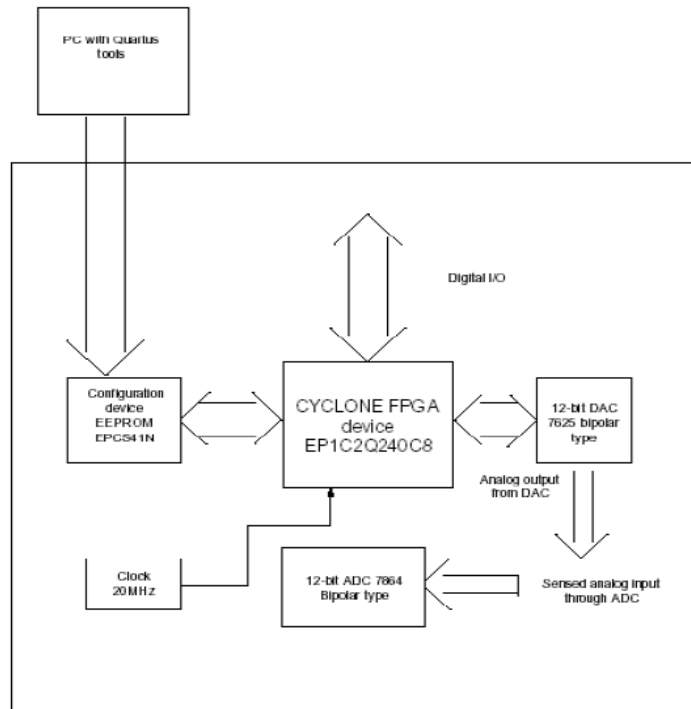 PC with Quartus
tools
Digital I/O
Configuration
device
EEPROM
EPCS41N
CYCLONE FPGA
device
EP1C2Q240C8
12-bit DAC
7625 bipolar
type
Analog output
from DAC
Clock
20MHz
12-bit ADC 7864
Bipolar type
Sensed analog input
through ADC